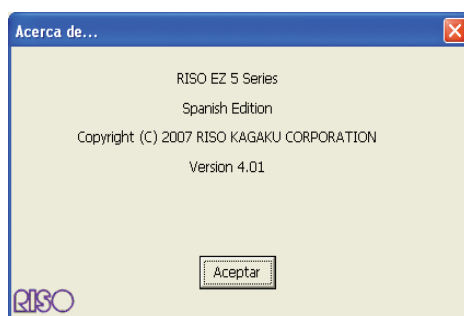 Acerca de...
RISO EZ 5 Series
Spanish Edition
Copyright (C) 2007 RISO KAGAKU CORPORATION
Version 4.01
Aceptar
RISO